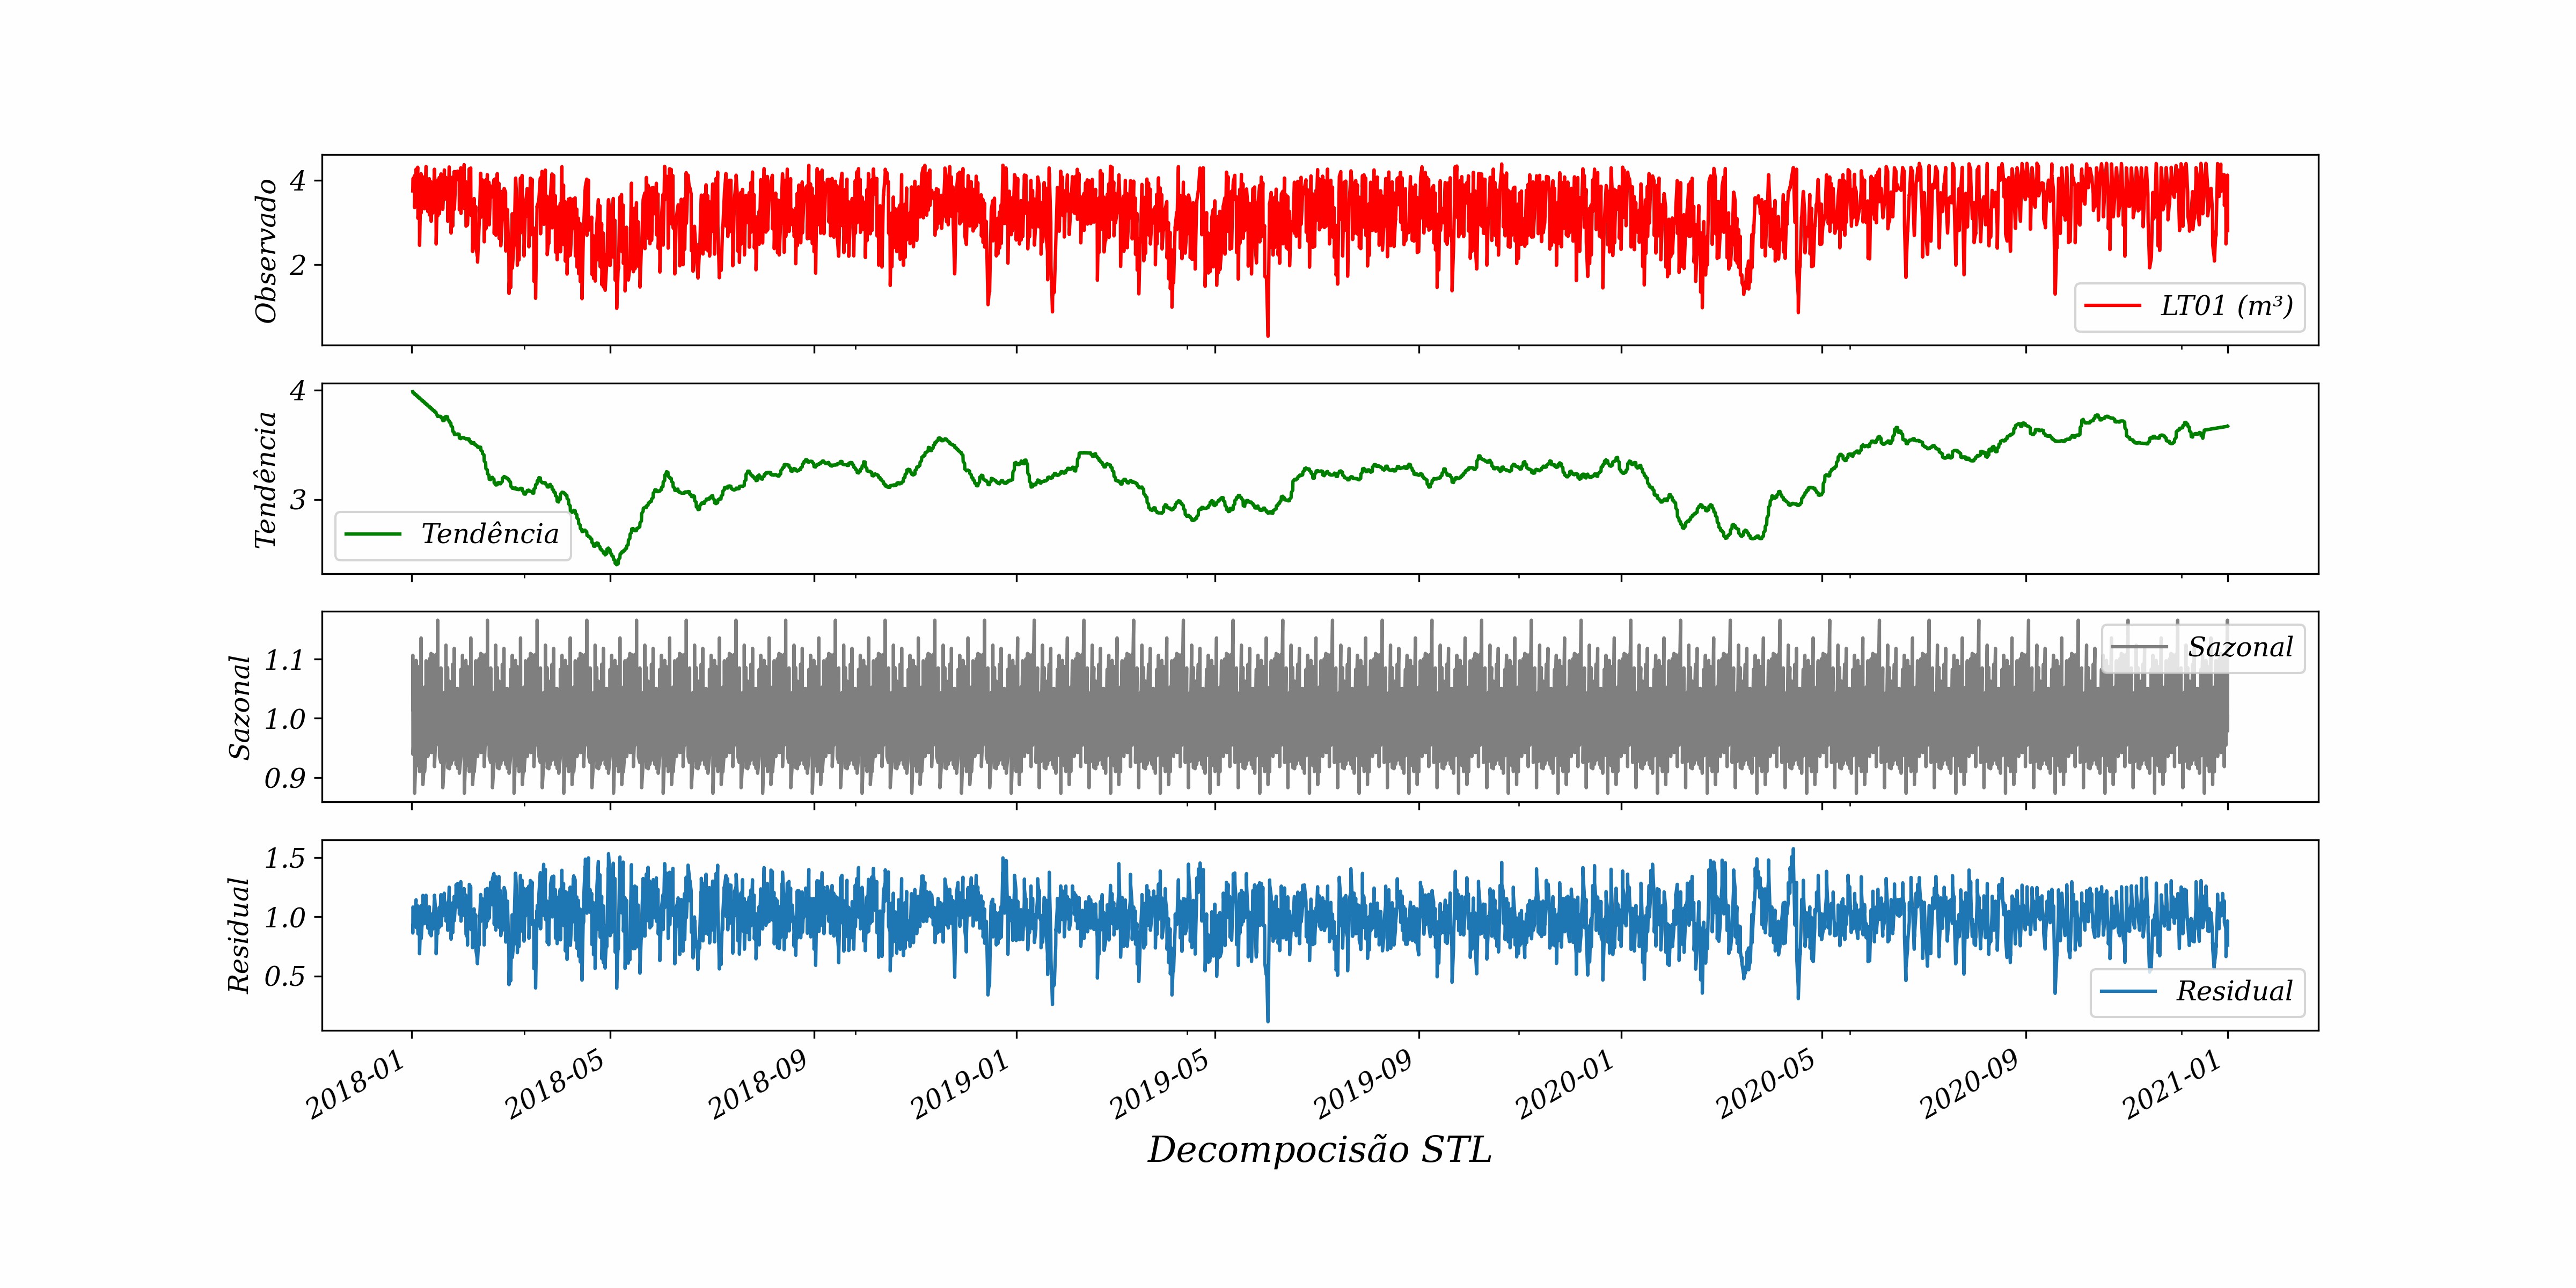 Observado
4
2
LT01 (m³)
Tendência
4
3
Tendência
Sazonal
1.1
1.0
0.9
Sazonal
Residual
1.5
1.0
0.5
Residual
2018-01
2018-05
2018-09
2019-01
2019-05
2019-09
2020-01
2020-05
2020-09
2021-01
Decompocisão STL